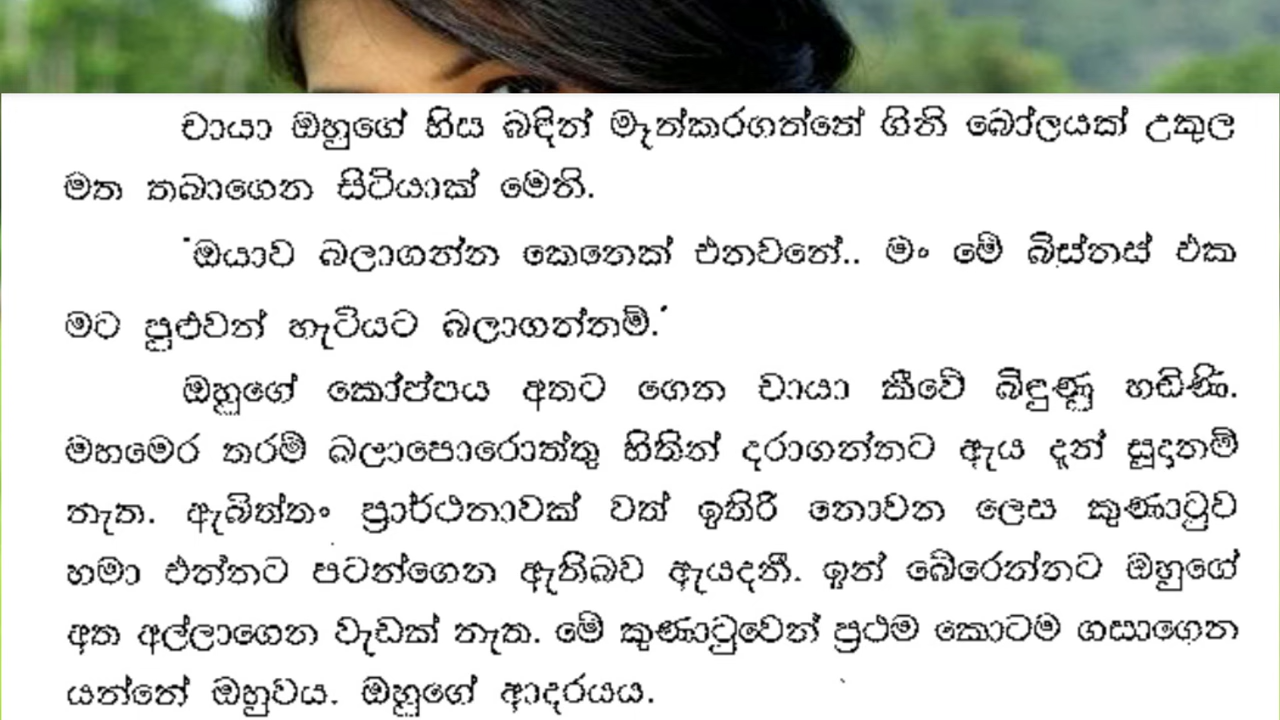 චායා ඔහුගේ හිස බඳින් මෑත්කරගත්තේ ගිනි බෝලයක් උකුල
මත තබාගෙන සිටියාක් මෙනි.
'ඔයාව බලාගන්න කෙනෙක් එනවනේ.. මං මේ බිස්නස් එක
මට පුළුවන් හැටියට බලාගන්නම්.'
ඔහුගේ කෝප්පය අතට ගෙන චායා කීවේ බිඳුණු හඬිණි.
මහමෙර තරම් බලාපොරොත්තු හිතින් දරාගන්නට ඇය දැන් සූදානම්
නැත. ඇබිත්තං ප්‍රාර්ථනාවක් වත් ඉතිරි නොවන ලෙස කුණාටුව
හමා එන්නට පටන්ගෙන ඇතිබව ඇයදනී. ඉන් බේරෙන්නට ඔහුගේ
අත අල්ලාගෙන වැඩක් නැත. මේ කුණාටුවෙන් ප්‍රථම කොටම ගසාගෙන
යන්නේ ඔහුවය. ඔහුගේ ආදරයය.